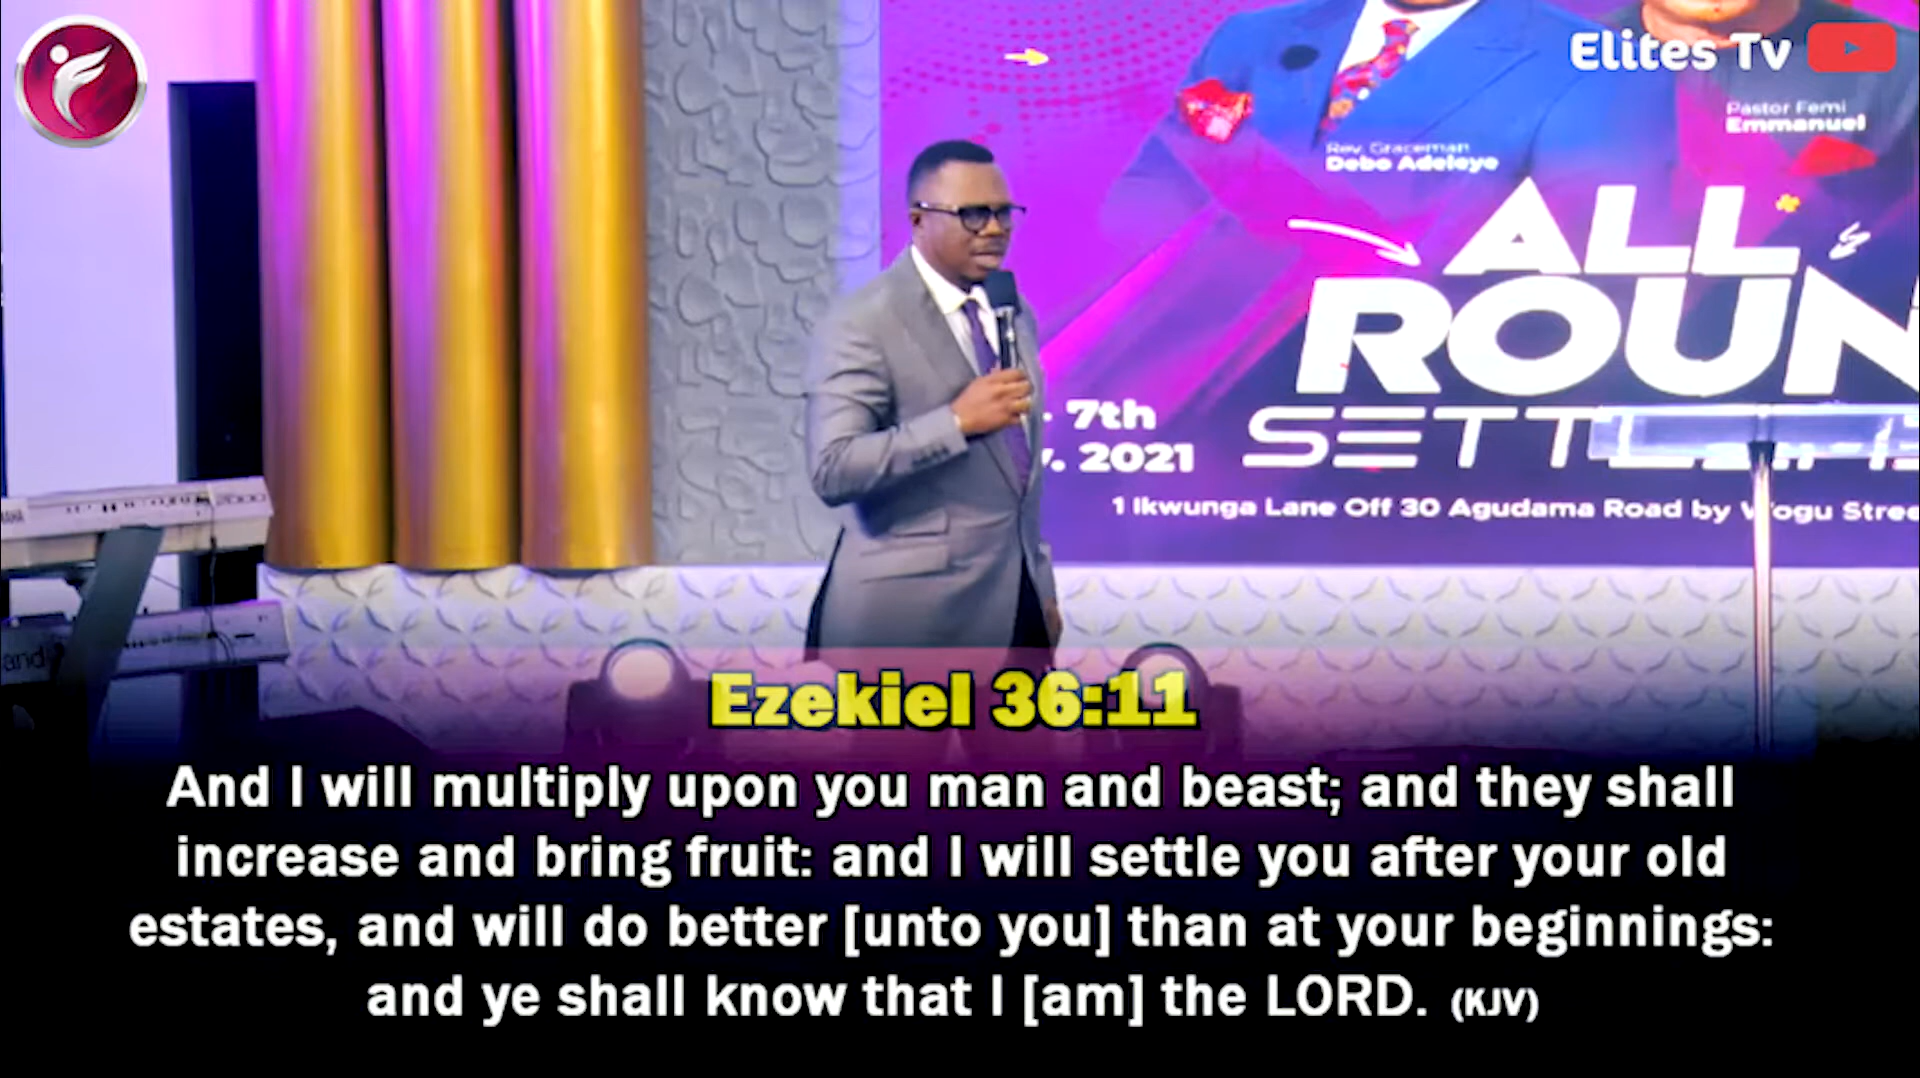 Elites Tv
Pastor Femi
Emmanuel
Rev. Graceman
Debo Adeleye
ALL
ROUN
SETTLEME
7th
. 2021
1 Ikwunga Lane Off 30 Agudama Road by Wogu Stree
Ezekiel 36:11
And I will multiply upon you man and beast; and they shall
increase and bring fruit: and I will settle you after your old
estates, and will do better [unto you] than at your beginnings:
and ye shall know that I [am] the LORD. (KJV)